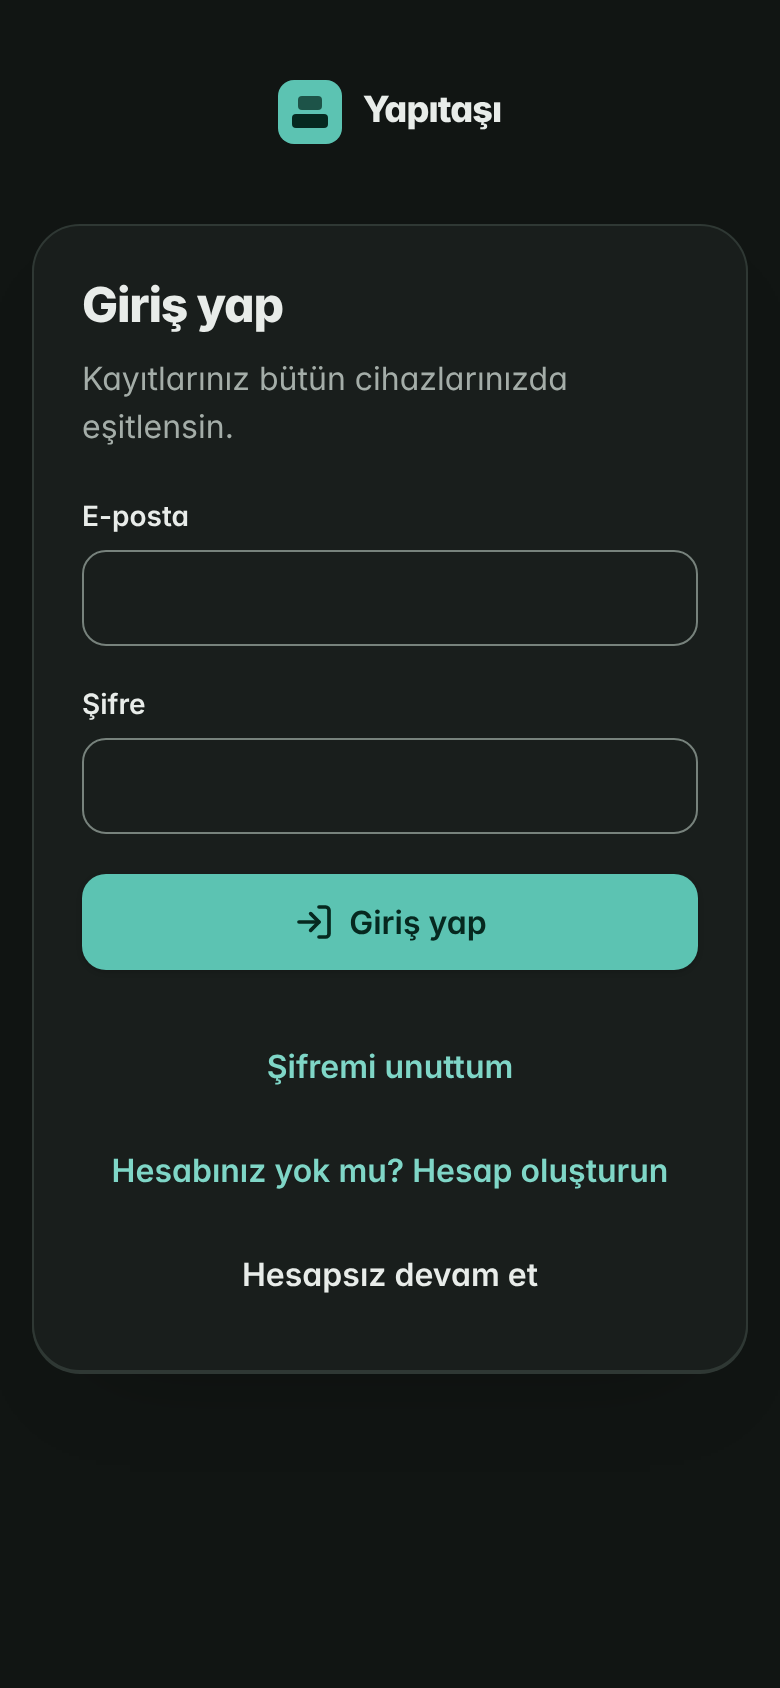 Yapıtaşı
Giriş yap
Kayıtlarınız bütün cihazlarınızda
eşitlensin.
E-posta
Şifre
Giriş yap
Şifremi unuttum
Hesabınız yok mu? Hesap oluşturun
Hesapsız devam et